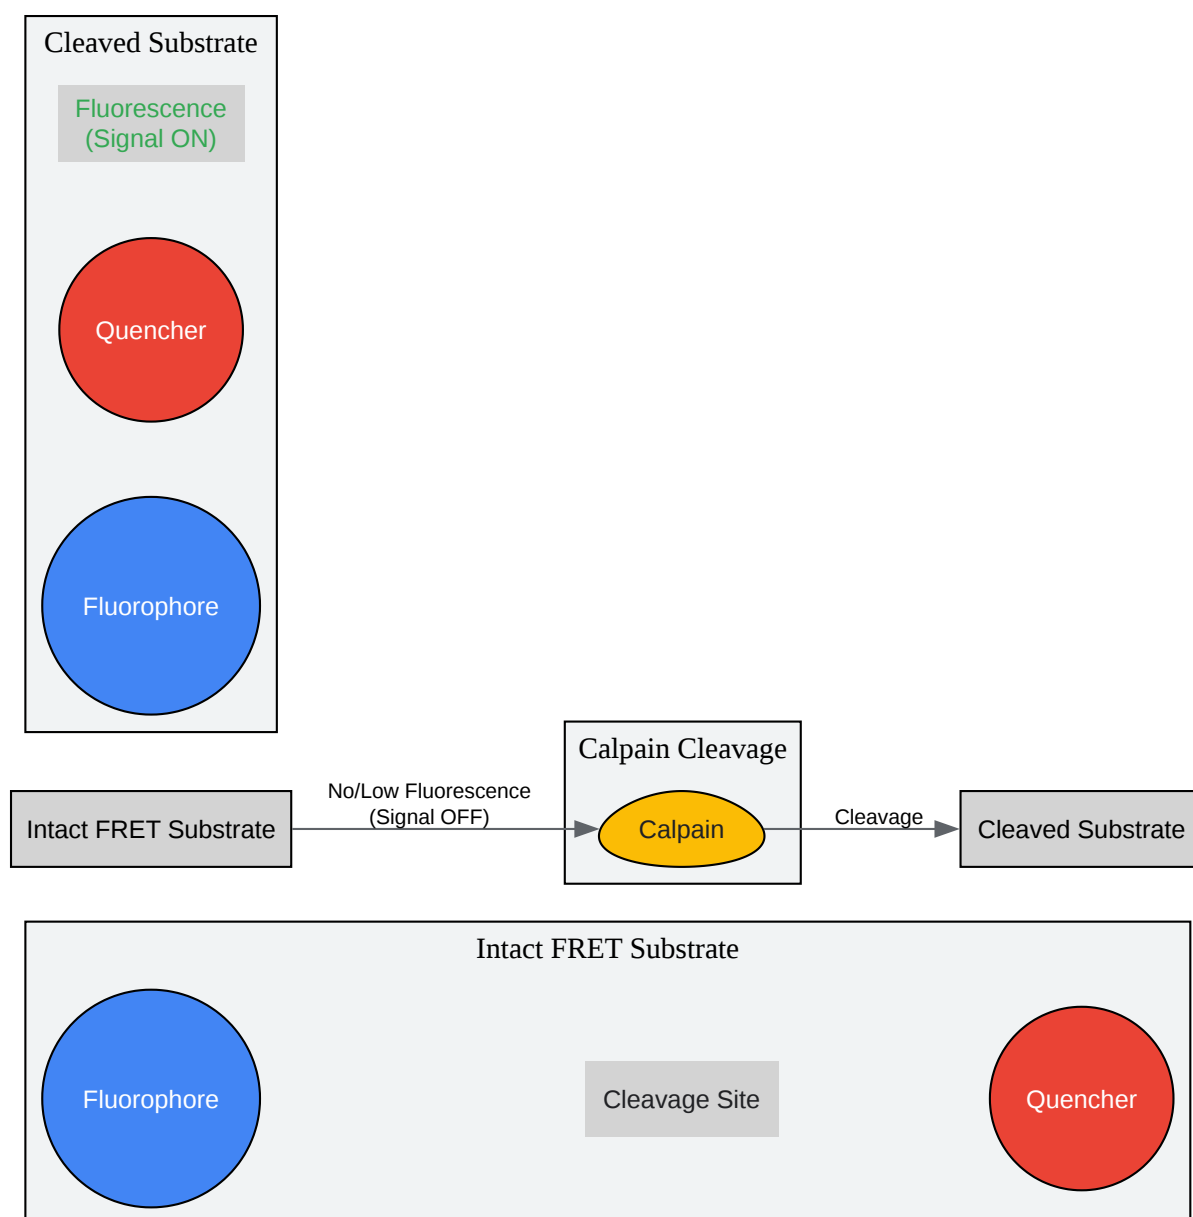 Cleaved Substrate
Fluorescence
(Signal ON)
Quencher
Fluorophore
Intact FRET Substrate
No/Low Fluorescence
(Signal OFF)
Calpain Cleavage
Calpain
Cleavage
Cleaved Substrate
Intact FRET Substrate
Fluorophore
Cleavage Site
Quencher